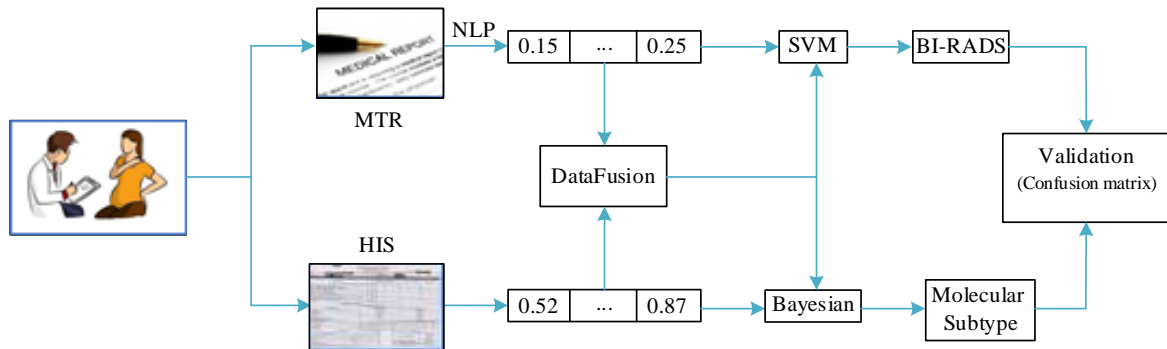 MEDICAL REPORT
MTR
NLP
0.15 ... 0.25
SVM
BI-RADS
DataFusion
Validation
(Confusion matrix)
HIS
0.52 ... 0.87
Bayesian
Molecular
Subtype